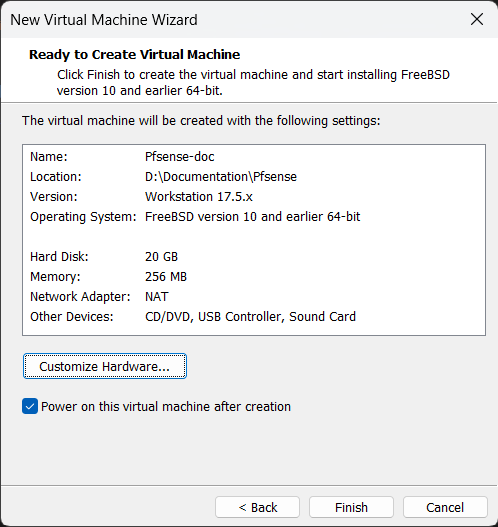 New Virtual Machine Wizard
Ready to Create Virtual Machine
Click Finish to create the virtual machine and start installing FreeBSD
version 10 and earlier 64-bit.
The virtual machine will be created with the following settings:
Name: Pfsense-doc
Location: D:\Documentation\Pfsense
Version: Workstation 17.5.x
Operating System: FreeBSD version 10 and earlier 64-bit
Hard Disk: 20 GB
Memory: 256 MB
Network Adapter: NAT
Other Devices: CD/DVD, USB Controller, Sound Card
Customize Hardware...
Power on this virtual machine after creation
< Back Finish Cancel